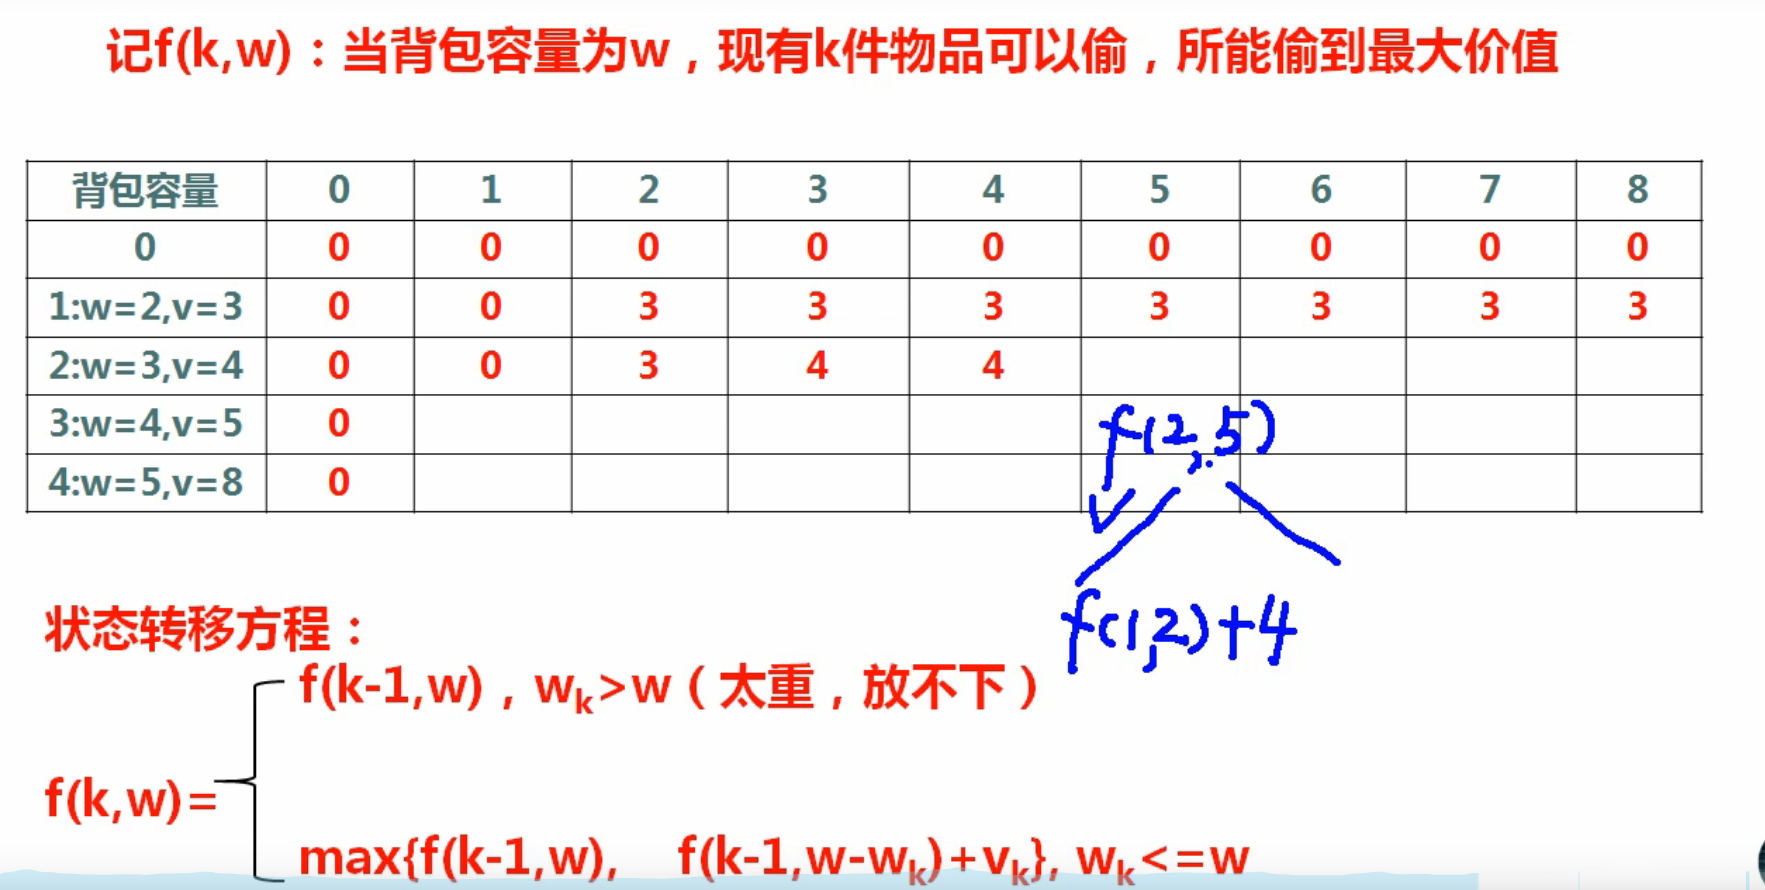 记f(k,w)：当背包容量为w，现有k件物品可以偷，所能偷到最大价值
背包容量 0 1 2 3 4 5 6 7 8
0 0 0 0 0 0 0 0 0 0
1:w=2,v=3 0 0 3 3 3 3 3 3 3
2:w=3,v=4 0 0 3 4 4
3:w=4,v=5 0
f(2,5)
4:w=5,v=8 0
f(1,2)+4
状态转移方程：
f(k-1,w)，wk>w（太重，放不下）
f(k,w)=
max{f(k-1,w), f(k-1,w-wk)+vk}, wk<=w